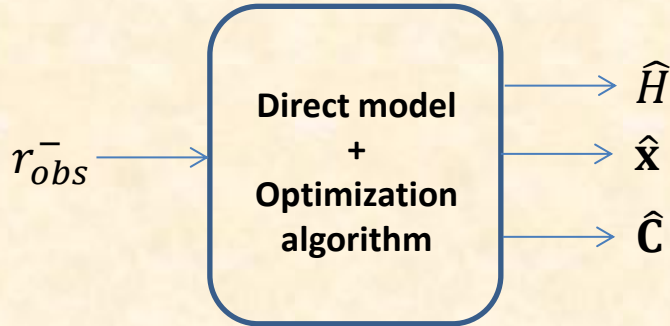 r⁻obs
Direct model
+
Optimization
algorithm
Ĥ
x̂
Ĉ